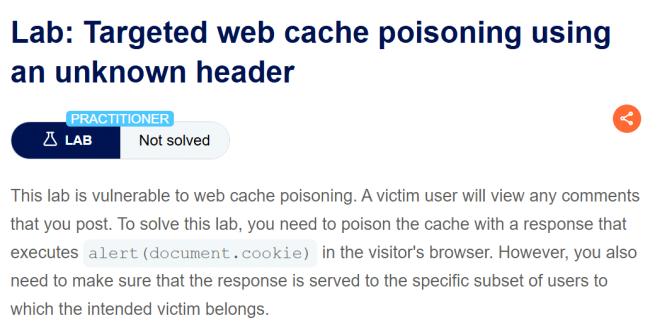 Lab: Targeted web cache poisoning using
an unknown header
PRACTITIONER
LAB Not solved
This lab is vulnerable to web cache poisoning. A victim user will view any comments
that you post. To solve this lab, you need to poison the cache with a response that
executes alert(document.cookie) in the visitor's browser. However, you also
need to make sure that the response is served to the specific subset of users to
which the intended victim belongs.